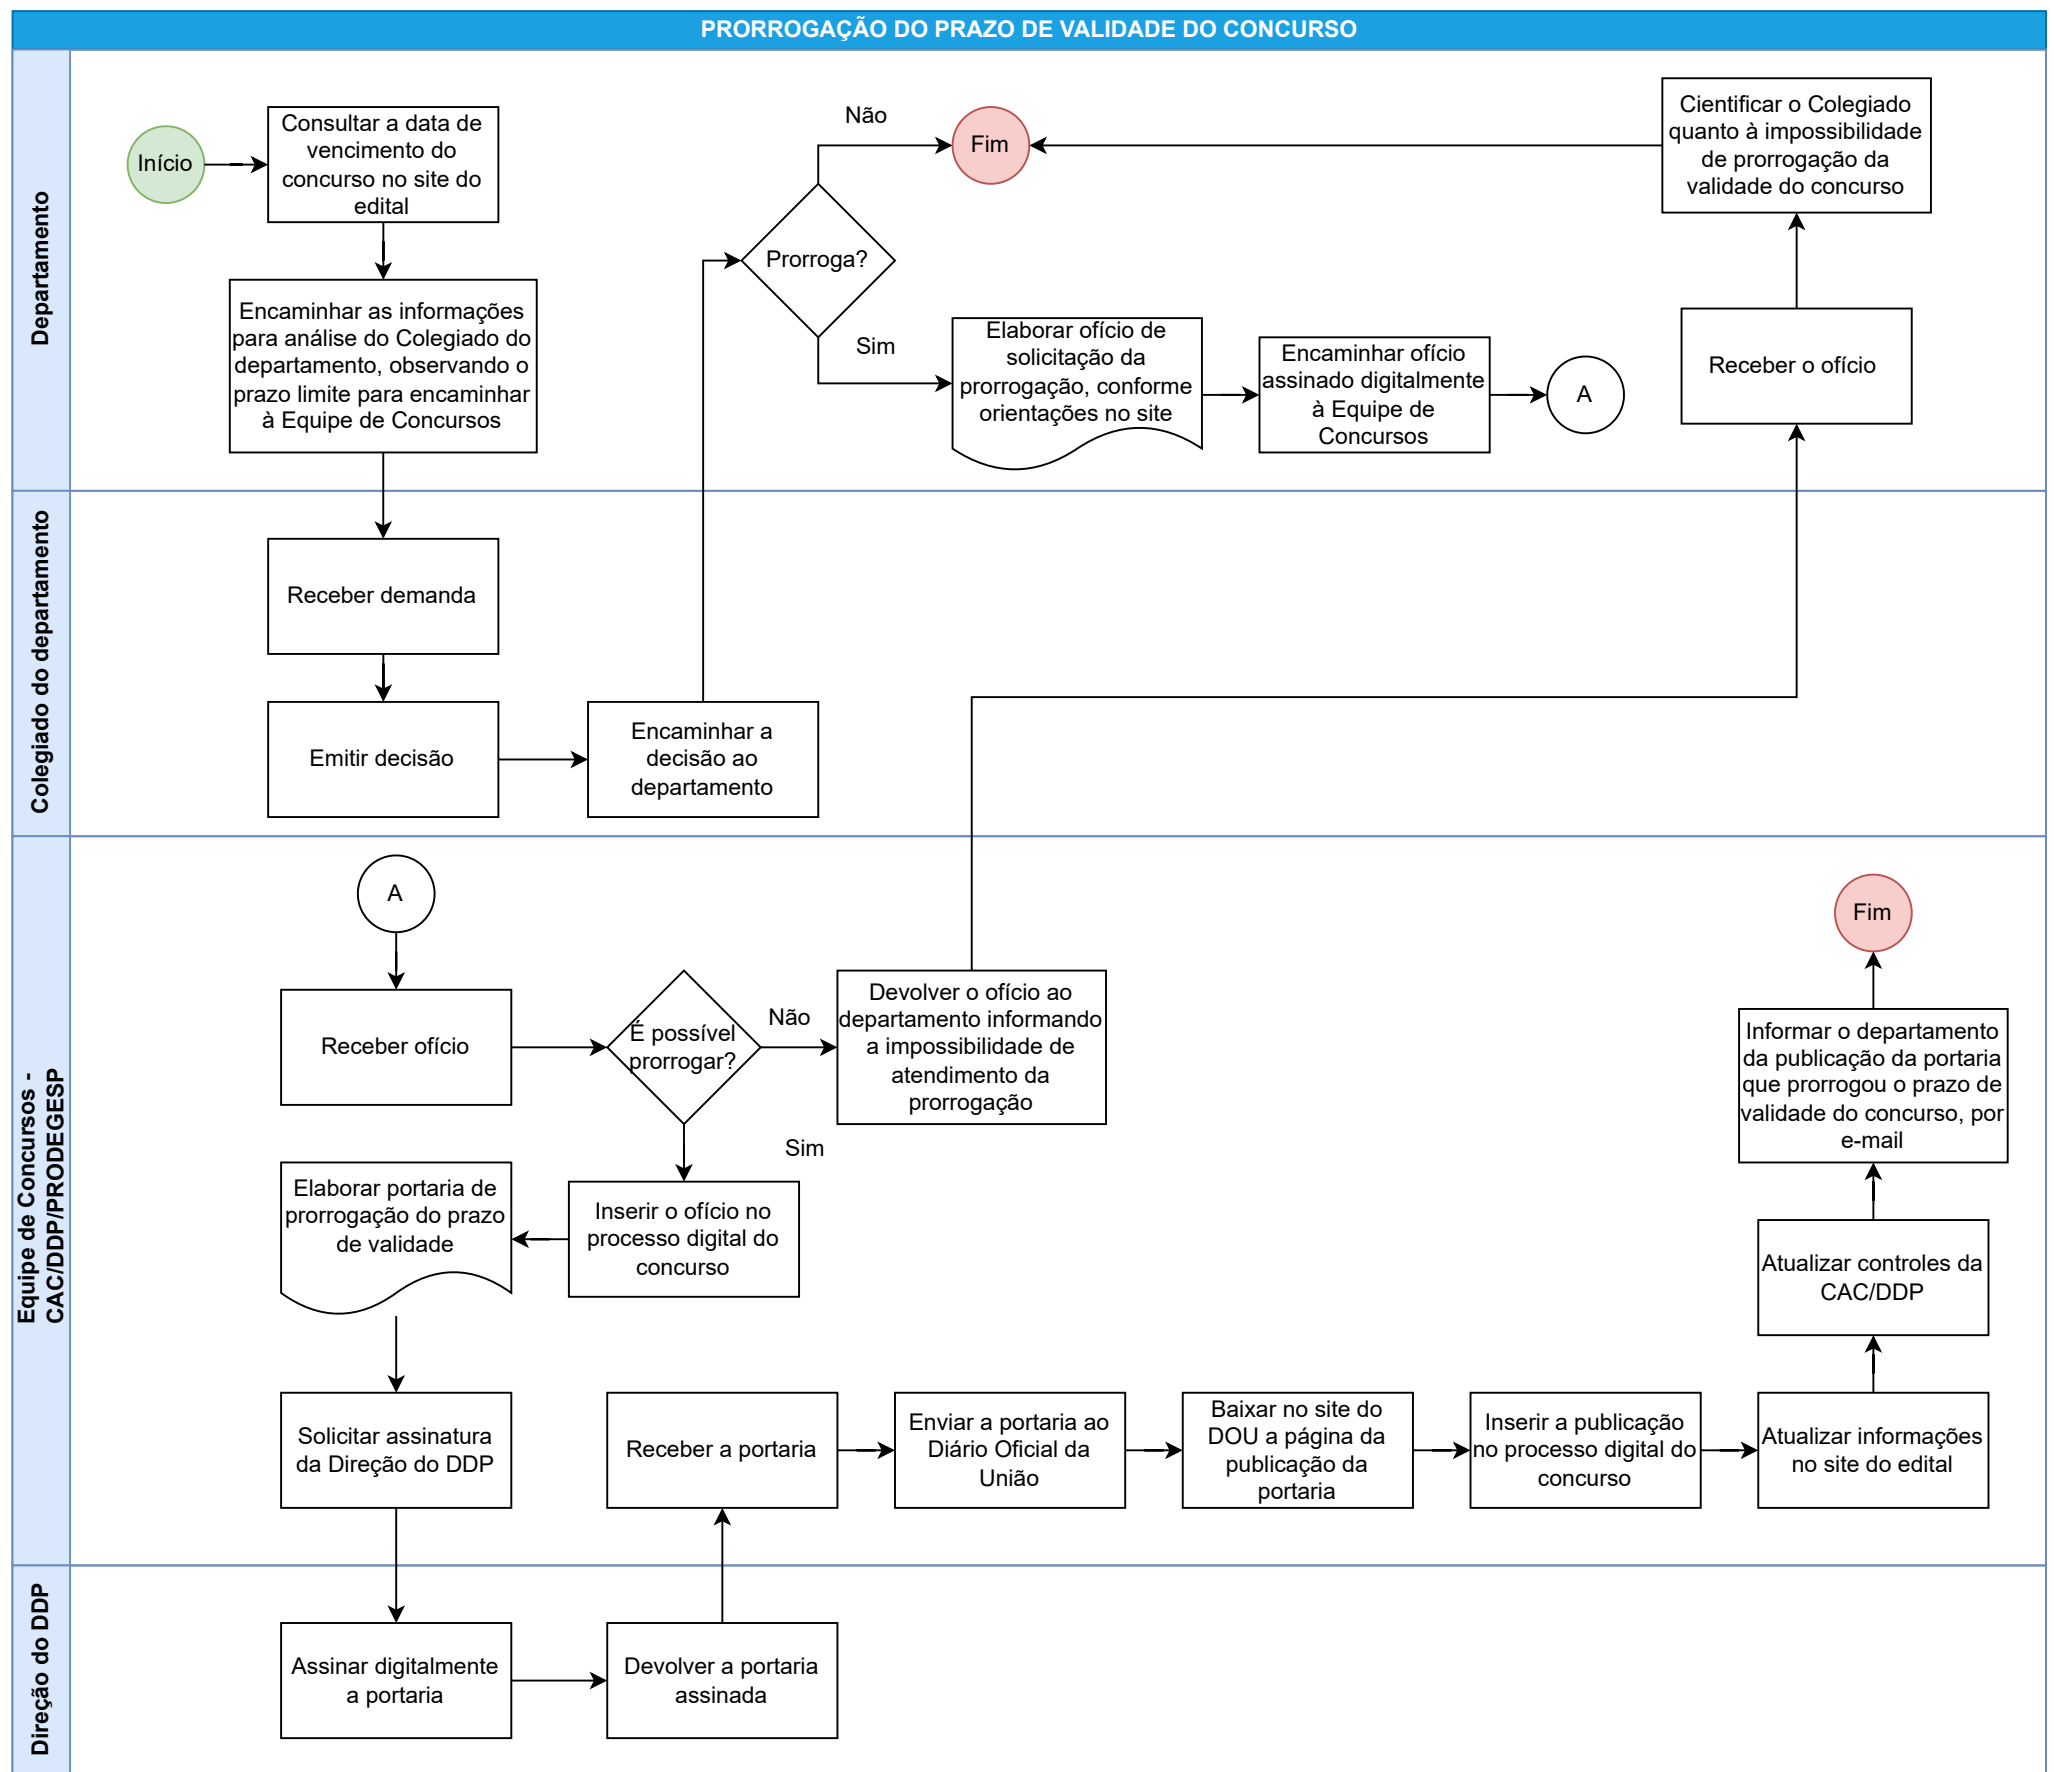 PRORROGAÇÃO DO PRAZO DE VALIDADE DO CONCURSO
Departamento
Início
Consultar a data de
vencimento do
concurso no site do
edital
Encaminhar as informações
para análise do Colegiado do
departamento, observando o
prazo limite para encaminhar
à Equipe de Concursos
Prorroga?
Não
Fim
Sim
Elaborar ofício de
solicitação da
prorrogação, conforme
orientações no site
Encaminhar ofício
assinado digitalmente
à Equipe de
Concursos
A
Cientificar o Colegiado
quanto à impossibilidade
de prorrogação da
validade do concurso
Receber o ofício
Colegiado do departamento
Receber demanda
Emitir decisão
Encaminhar a
decisão ao
departamento
Equipe de Concursos -
CAC/DDP/PRODEGESP
A
Receber ofício
É possível
prorrogar?
Não
Devolver o ofício ao
departamento informando
a impossibilidade de
atendimento da
prorrogação
Sim
Inserir o ofício no
processo digital do
concurso
Elaborar portaria de
prorrogação do prazo
de validade
Solicitar assinatura
da Direção do DDP
Receber a portaria
Enviar a portaria ao
Diário Oficial da
União
Baixar no site do
DOU a página da
publicação da
portaria
Inserir a publicação
no processo digital do
concurso
Atualizar informações
no site do edital
Atualizar controles da
CAC/DDP
Informar o departamento
da publicação da portaria
que prorrogou o prazo de
validade do concurso, por
e-mail
Fim
Direção do DDP
Assinar digitalmente
a portaria
Devolver a portaria
assinada